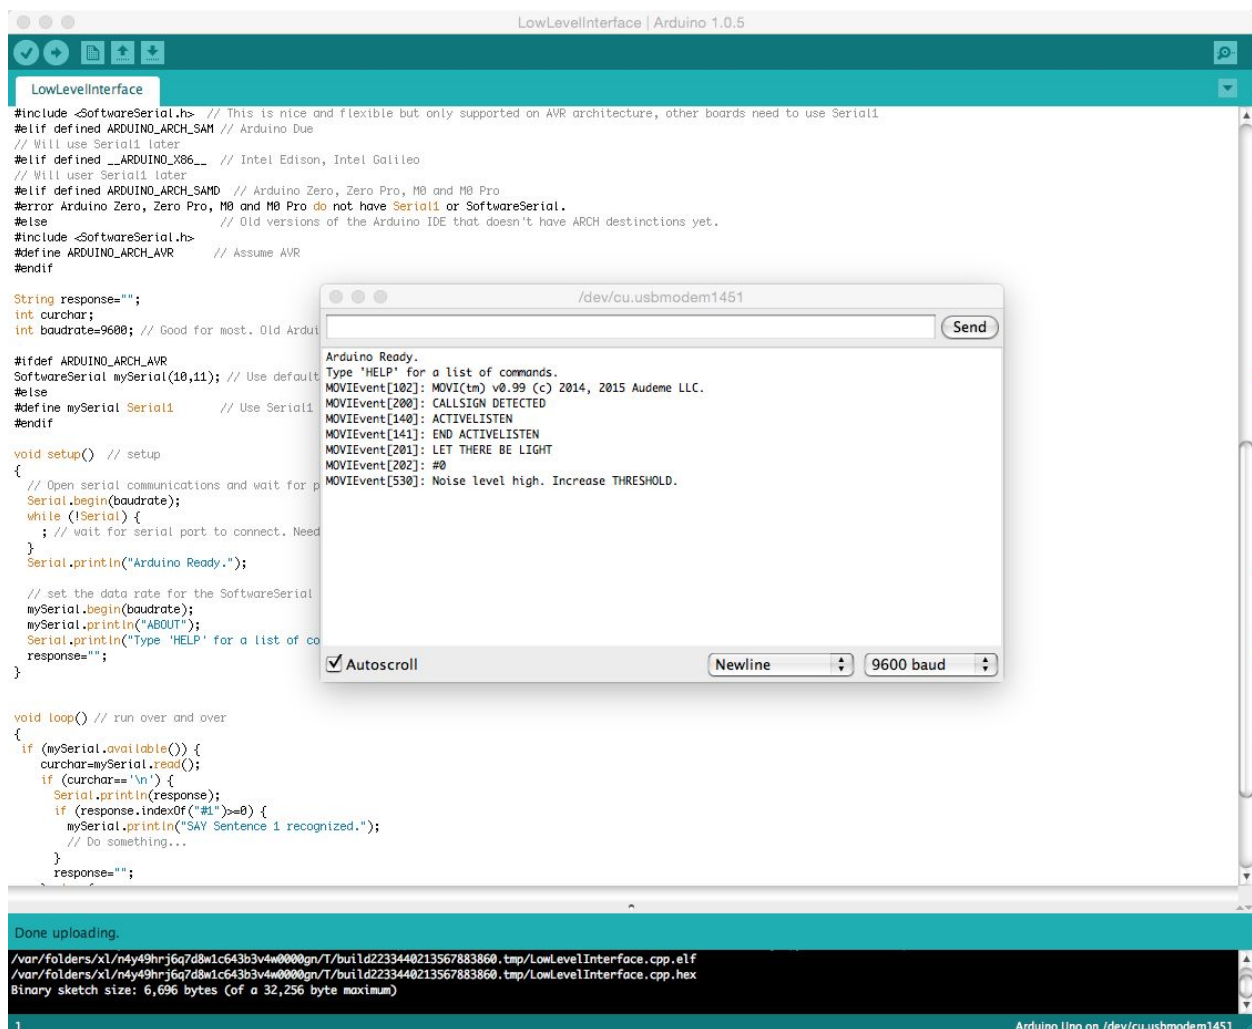 LowLevelInterface | Arduino 1.0.5
LowLevelInterface
#include <SoftwareSerial.h>  // This is nice and flexible but only supported on AVR architecture, other boards need to use Serial1
#elif defined ARDUINO_ARCH_SAM // Arduino Due
// Will use Serial1 later
#elif defined __ARDUINO_X86__  // Intel Edison, Intel Galileo
// Will user Serial1 later
#elif defined ARDUINO_ARCH_SAMD  // Arduino Zero, Zero Pro, M0 and M0 Pro
#error Arduino Zero, Zero Pro, M0 and M0 Pro do not have Serial1 or SoftwareSerial.
#else                // Old versions of the Arduino IDE that doesn't have ARCH destinctions yet.
#include <SoftwareSerial.h>
#define ARDUINO_ARCH_AVR      // Assume AVR
#endif
String response="";
int curchar;
int baudrate=9600; // Good for most. Old Ardui
#ifdef ARDUINO_ARCH_AVR
SoftwareSerial mySerial(10,11); // Use default
#else
#define mySerial Serial1       // Use Serial1
#endif
void setup()  // setup
{
  // Open serial communications and wait for p
  Serial.begin(baudrate);
  while (!Serial) {
    ; // wait for serial port to connect. Need
  }
  Serial.println("Arduino Ready.");
  // set the data rate for the SoftwareSerial
  mySerial.begin(baudrate);
  mySerial.println("ABOUT");
  Serial.println("Type 'HELP' for a list of co
  response="";
}
void loop() // run over and over
{
 if (mySerial.available()) {
    curchar=mySerial.read();
    if (curchar=='\n') {
      Serial.println(response);
      if (response.indexOf("#1")>=0) {
        mySerial.println("SAY Sentence 1 recognized.");
        // Do something...
      }
      response="";
/dev/cu.usbmodem1451
Send
Arduino Ready.
Type 'HELP' for a list of commands.
MOVIEvent[102]: MOVI(tm) v0.99 (c) 2014, 2015 Audeme LLC.
MOVIEvent[200]: CALLSIGN DETECTED
MOVIEvent[140]: ACTIVELISTEN
MOVIEvent[141]: END ACTIVELISTEN
MOVIEvent[201]: LET THERE BE LIGHT
MOVIEvent[202]: #0
MOVIEvent[530]: Noise level high. Increase THRESHOLD.
Autoscroll
Newline
9600 baud
Done uploading.
/var/folders/xl/n4y49hrj6q7d8w1c643b3v4w0000gn/T/build2233440213567883860.tmp/LowLevelInterface.cpp.elf
/var/folders/xl/n4y49hrj6q7d8w1c643b3v4w0000gn/T/build2233440213567883860.tmp/LowLevelInterface.cpp.hex
Binary sketch size: 6,696 bytes (of a 32,256 byte maximum)
1
Arduino Uno on /dev/cu.usbmodem1451